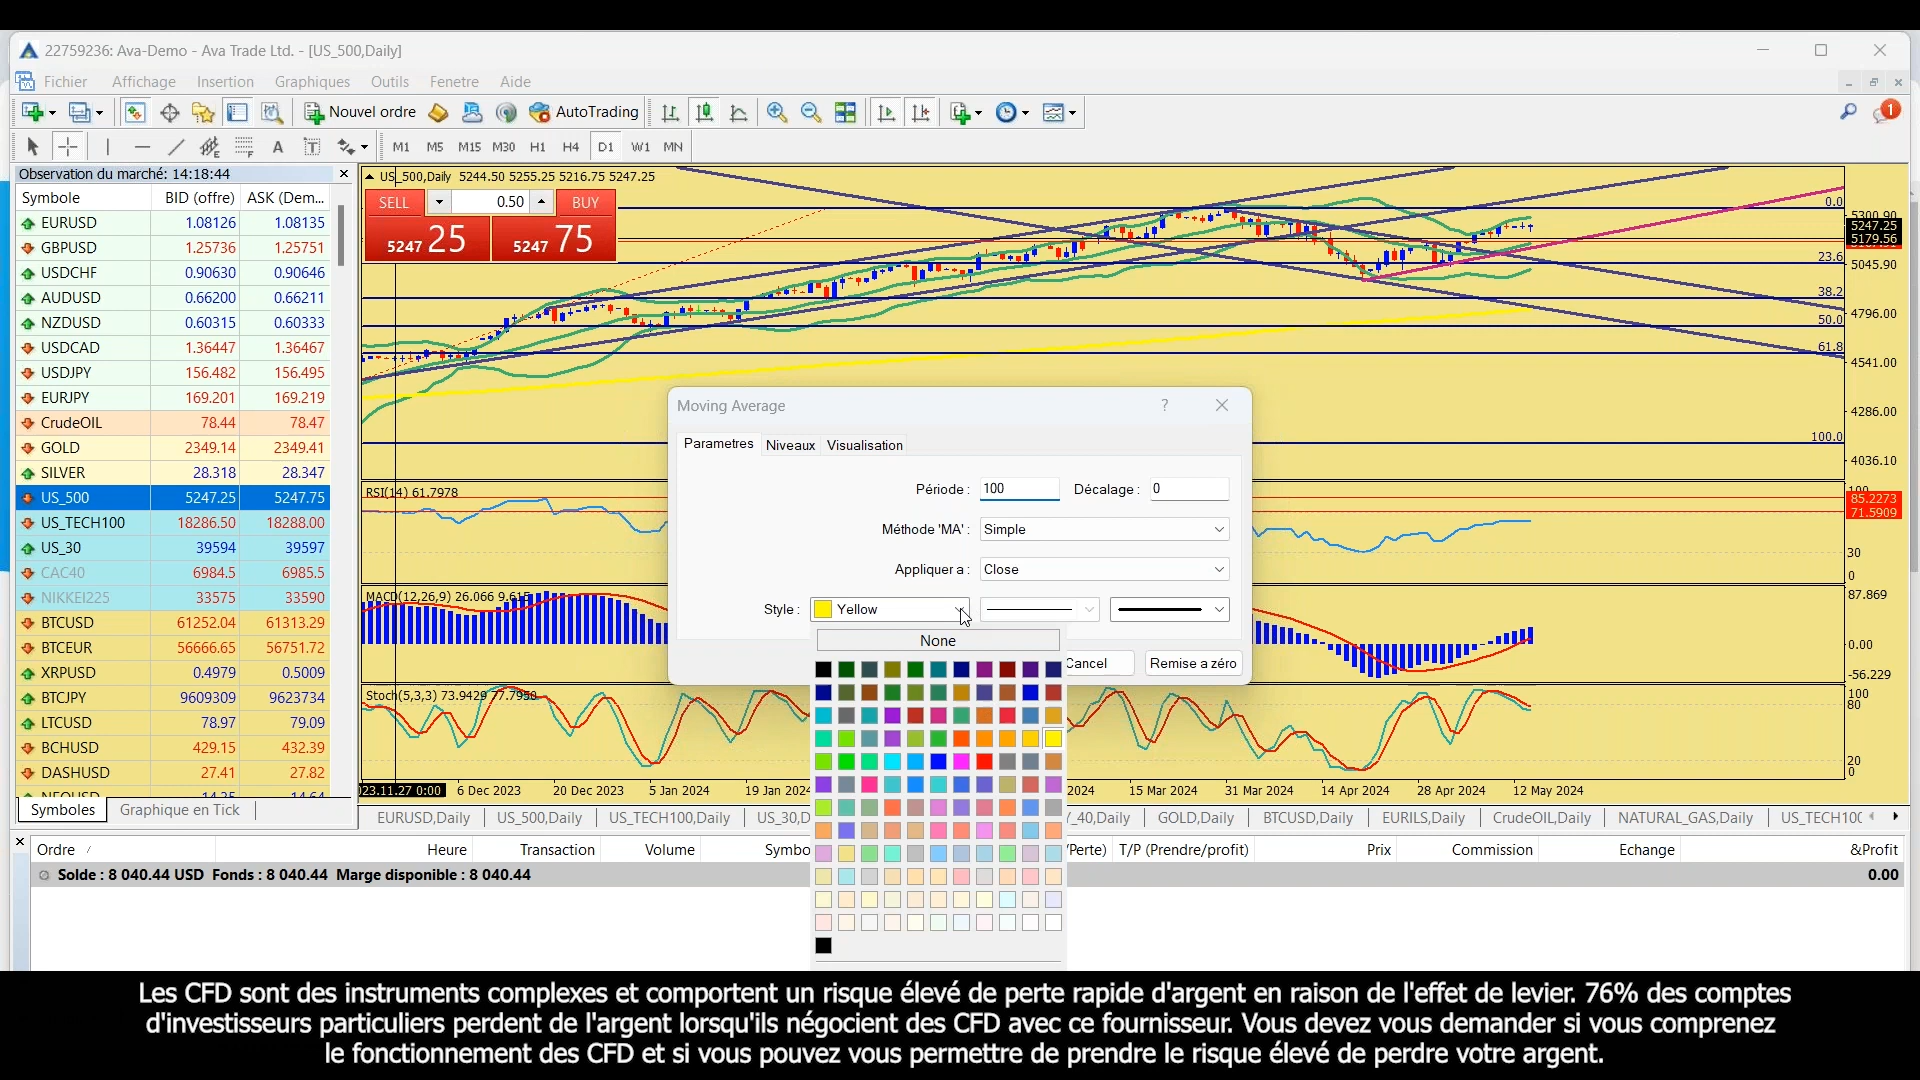 22759236: Ava-Demo - Ava Trade Ltd. - [US_500,Daily]
Fichier Affichage Insertion Graphiques Outils Fenetre Aide
Nouvel ordre AutoTrading 1
A T M1 M5 M15 M30 H1 H4 D1 W1 MN
Observation du marché: 14:18:44
Symbole BID (offre) ASK (Dem...
EURUSD 1.08126 1.08135
GBPUSD 1.25736 1.25751
USDCHF 0.90630 0.90646
AUDUSD 0.66200 0.66211
NZDUSD 0.60315 0.60333
USDCAD 1.36447 1.36467
USDJPY 156.482 156.495
EURJPY 169.201 169.219
CrudeOIL 78.44 78.47
GOLD 2349.14 2349.41
SILVER 28.318 28.347
US_500 5247.25 5247.75
US_TECH100 18286.50 18288.00
US_30 39594 39597
CAC40 6984.5 6985.5
NIKKEI225 33575 33590
BTCUSD 61252.04 61313.29
BTCEUR 56666.65 56751.72
XRPUSD 0.4979 0.5009
BTCJPY 9609309 9623734
LTCUSD 78.97 79.09
BCHUSD 429.15 432.39
DASHUSD 27.41 27.82
Symboles Graphique en Tick
US_500,Daily 5244.50 5255.25 5216.75 5247.25
SELL 0.50 BUY
5247 25 5247 75
0.0
23.6
38.2
50.0
61.8
100.0
5300.90
5247.25
5179.56
5045.90
4796.00
4541.00
4286.00
4036.10
RSI(14) 61.7978
100
85.2273
71.5909
30
0
MACD(12,26,9) 26.066 9.615
87.869
0.00
-56.229
Stoch(5,3,3) 73.9429 77.7950
100
80
20
0
23.11.27 0:00 6 Dec 2023 20 Dec 2023 5 Jan 2024 19 Jan 2024 2024 15 Mar 2024 31 Mar 2024 14 Apr 2024 28 Apr 2024 12 May 2024
Moving Average ?
Parametres Niveaux Visualisation
Période : 100 Décalage : 0
Méthode 'MA' : Simple
Appliquer a : Close
Style : Yellow
None
Cancel Remise a zéro
EURUSD,Daily US_500,Daily US_TECH100,Daily US_30,D _40,Daily GOLD,Daily BTCUSD,Daily EURILS,Daily CrudeOIL,Daily NATURAL_GAS,Daily US_TECH100
Ordre / Heure Transaction Volume Symbo /Perte) T/P (Prendre/profit) Prix Commission Echange &Profit
Solde : 8 040.44 USD Fonds : 8 040.44 Marge disponible : 8 040.44 0.00
Les CFD sont des instruments complexes et comportent un risque élevé de perte rapide d'argent en raison de l'effet de levier. 76% des comptes
d'investisseurs particuliers perdent de l'argent lorsqu'ils négocient des CFD avec ce fournisseur. Vous devez vous demander si vous comprenez
le fonctionnement des CFD et si vous pouvez vous permettre de prendre le risque élevé de perdre votre argent.